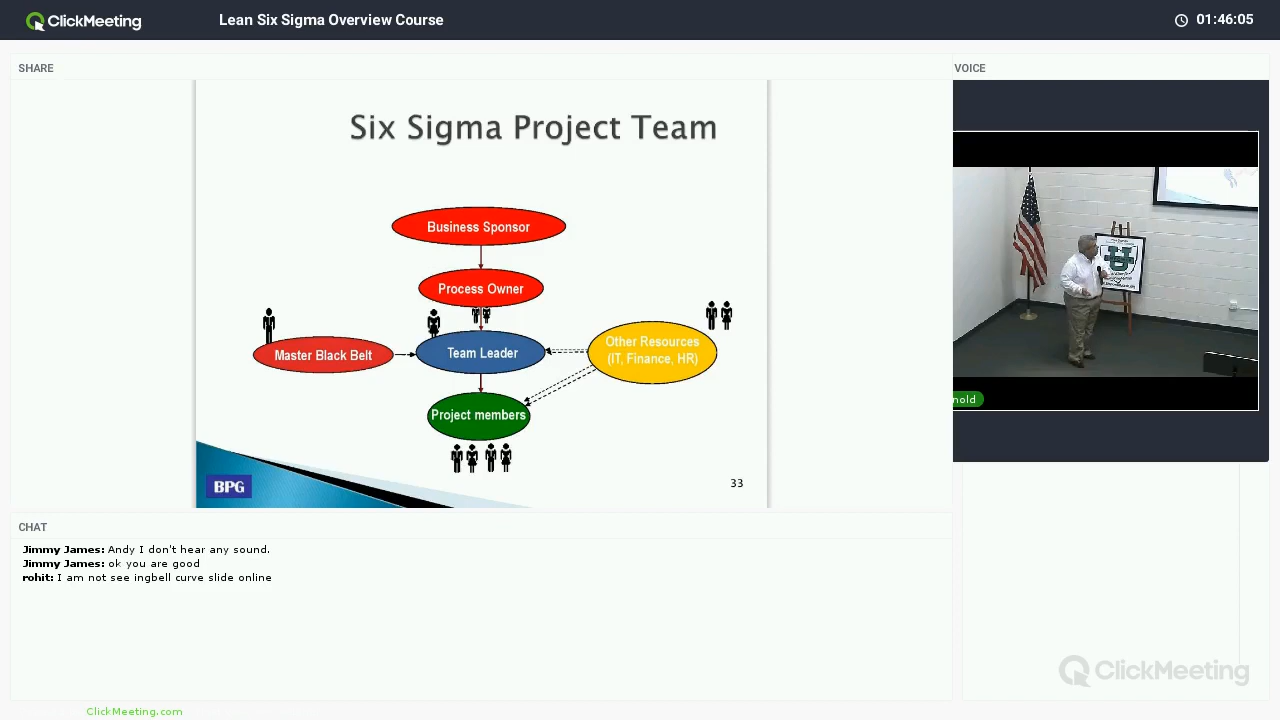 ClickMeeting
Lean Six Sigma Overview Course
01:46:05
SHARE
VOICE
Six Sigma Project Team
Business Sponsor
Process Owner
Master Black Belt
Team Leader
Other Resources
(IT, Finance, HR)
Project members
BPG
33
nold
CHAT
Jimmy James: Andy I don't hear any sound.
Jimmy James: ok you are good
rohit: I am not see ingbell curve slide online
ClickMeeting
ClickMeeting.com